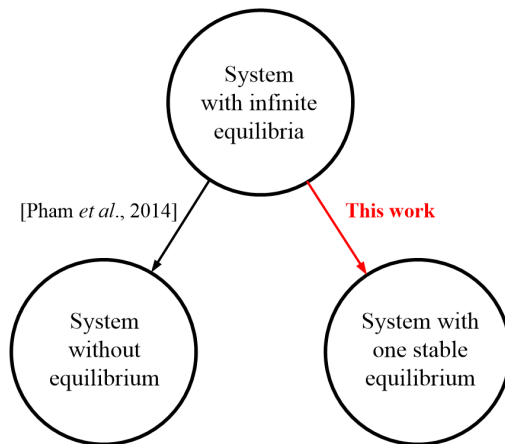 System
with infinite
equilibria
[Pham et al., 2014]
This work
System
without
equilibrium
System with
one stable
equilibrium